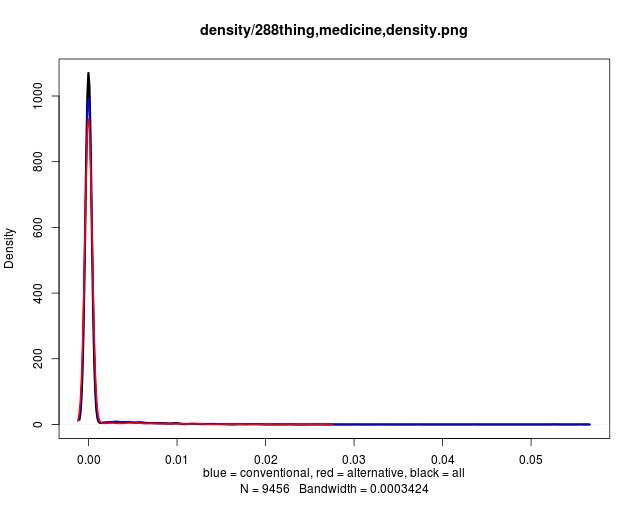 density/288thing,medicine,density.png
1000
800
600
400
200
0
Density
0.00 0.01 0.02 0.03 0.04 0.05
blue = conventional, red = alternative, black = all
N = 9456 Bandwidth = 0.0003424